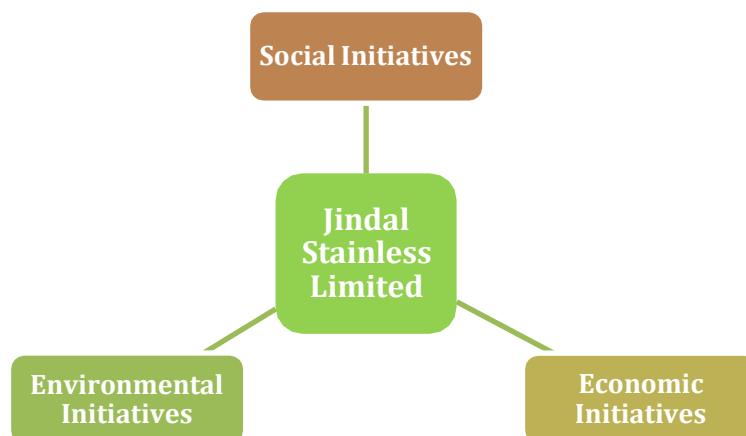 Social Initiatives
Jindal
Stainless
Limited
Environmental
Initiatives
Economic
Initiatives